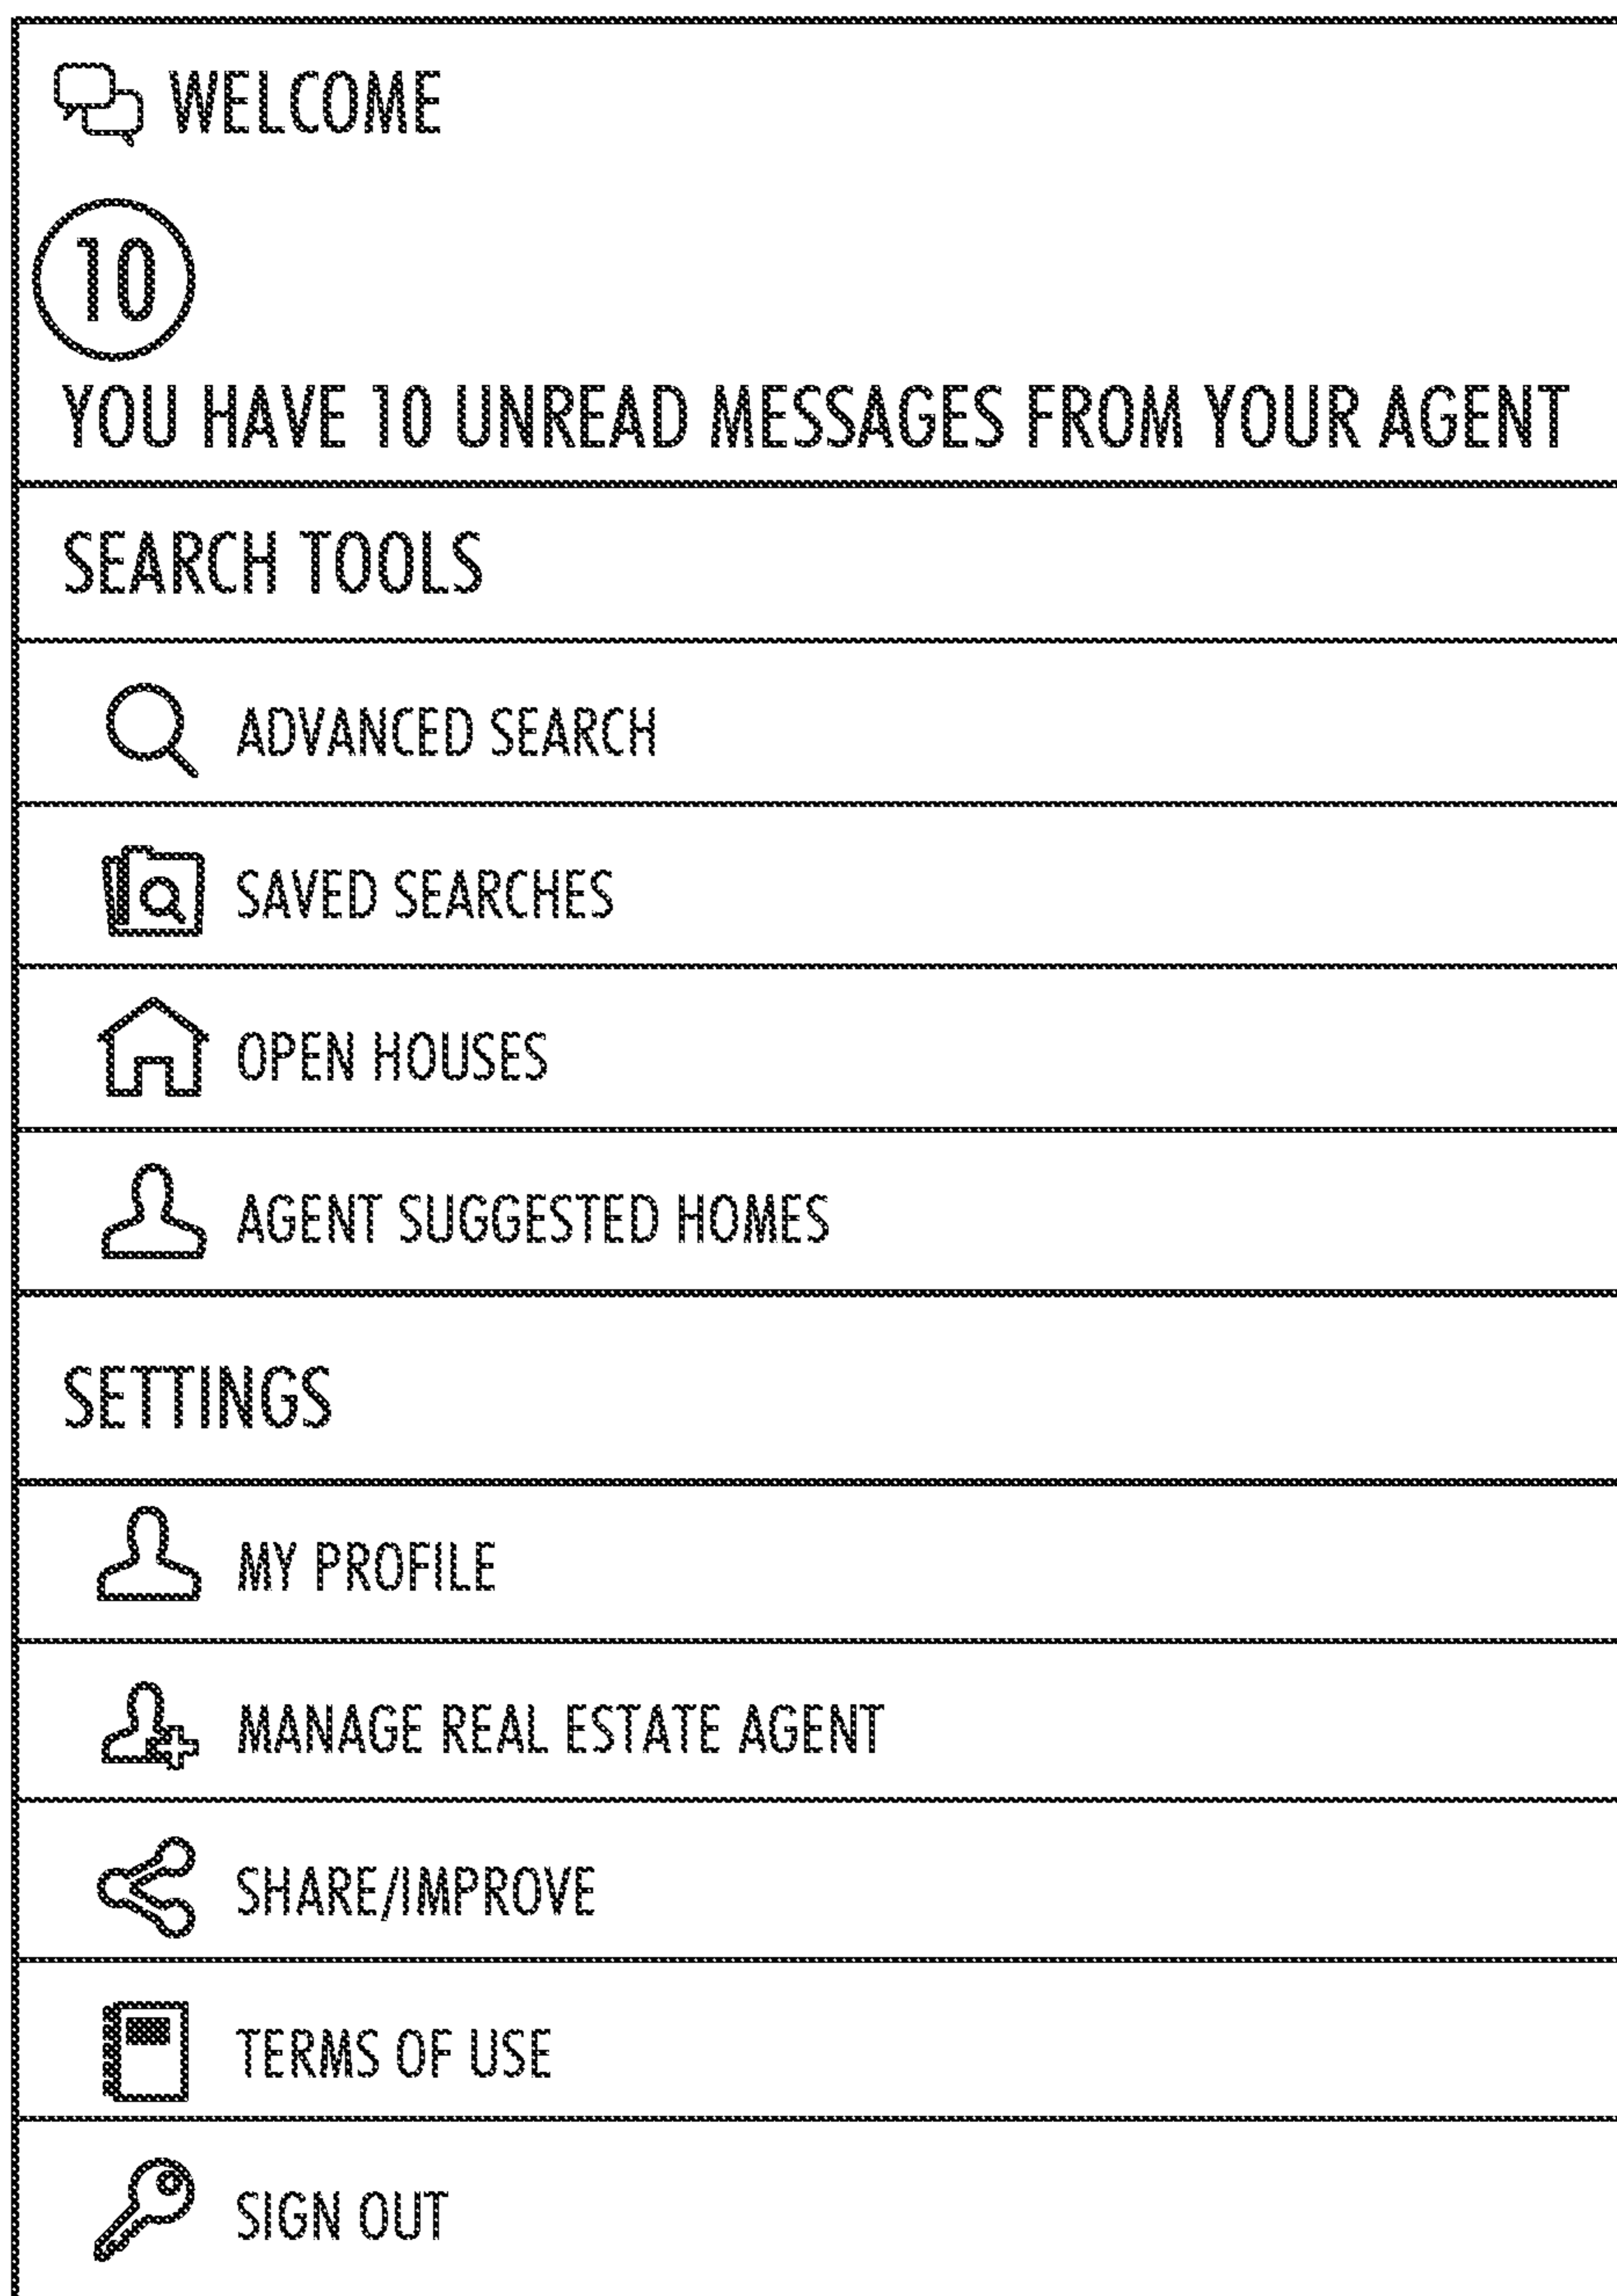 WELCOME
10
YOU HAVE 10 UNREAD MESSAGES FROM YOUR AGENT
SEARCH TOOLS
ADVANCED SEARCH
SAVED SEARCHES
OPEN HOUSES
AGENT SUGGESTED HOMES
SETTINGS
MY PROFILE
MANAGE REAL ESTATE AGENT
SHARE/IMPROVE
TERMS OF USE
SIGN OUT